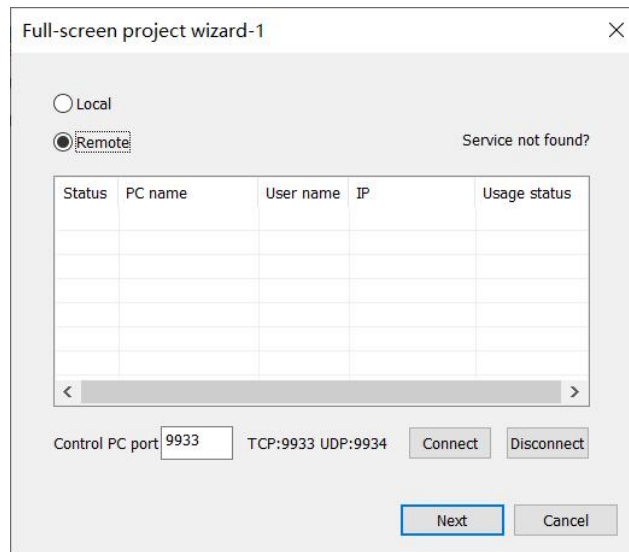 Full-screen project wizard-1
Local
Remote
Service not found?
Status PC name User name IP Usage status
Control PC port 9933 TCP:9933 UDP:9934 Connect Disconnect
Next Cancel